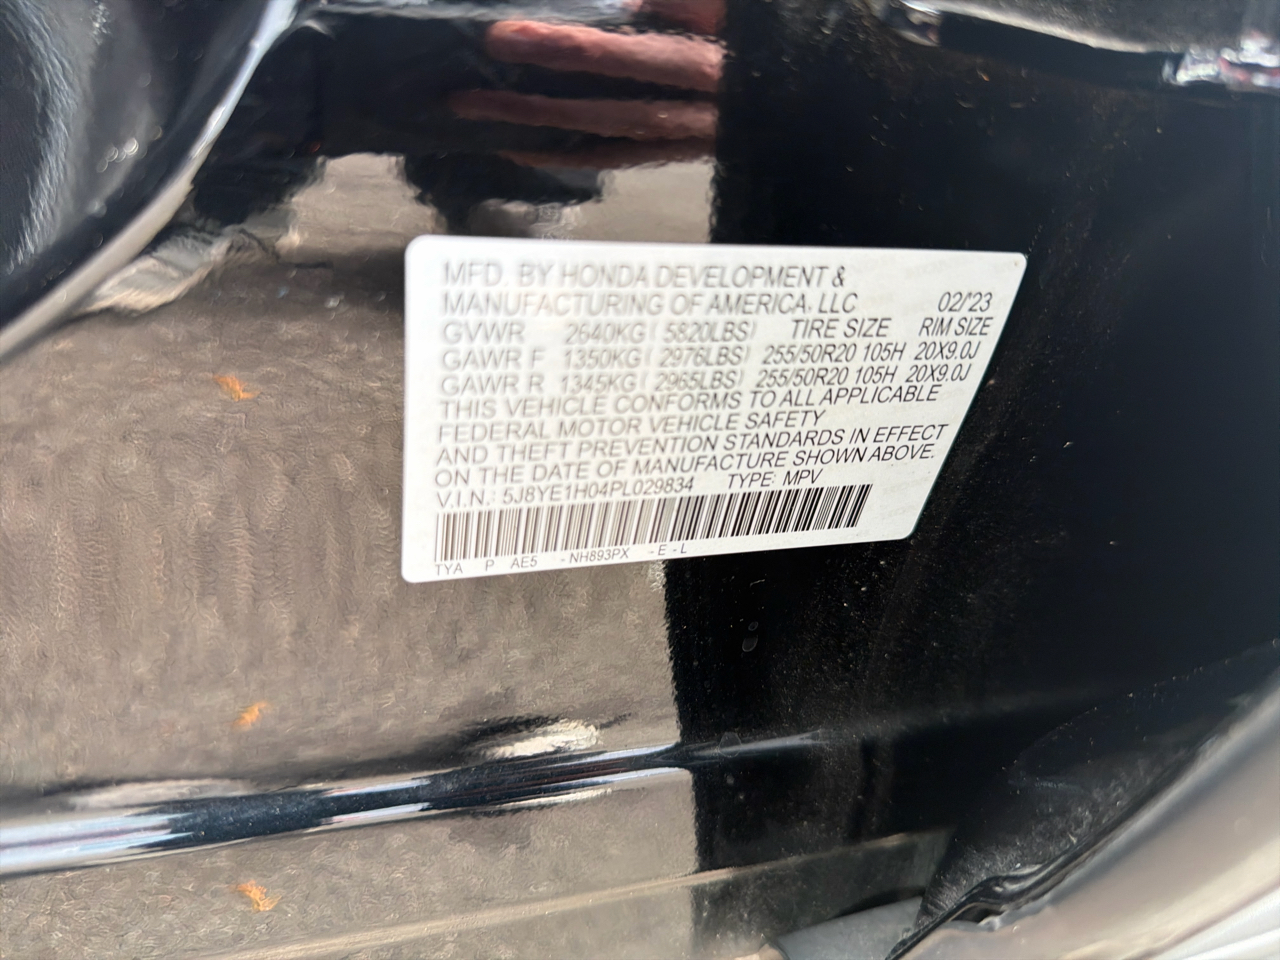 MFD. BY HONDA DEVELOPMENT &
MANUFACTURING OF AMERICA, LLC 02/'23
GVWR 2640KG ( 5820LBS) TIRE SIZE RIM SIZE
GAWR F 1350KG ( 2976LBS) 255/50R20 105H 20X9.0J
GAWR R 1345KG ( 2965LBS) 255/50R20 105H 20X9.0J
THIS VEHICLE CONFORMS TO ALL APPLICABLE
FEDERAL MOTOR VEHICLE SAFETY
AND THEFT PREVENTION STANDARDS IN EFFECT
ON THE DATE OF MANUFACTURE SHOWN ABOVE.
V.I.N.: 5J8YE1H04PL029834 TYPE: MPV
TYA P AE5 -NH893PX -E-L